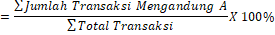 = ∑Jumlah Transaksi Mengandung A
∑Total Transaksi
X 100%